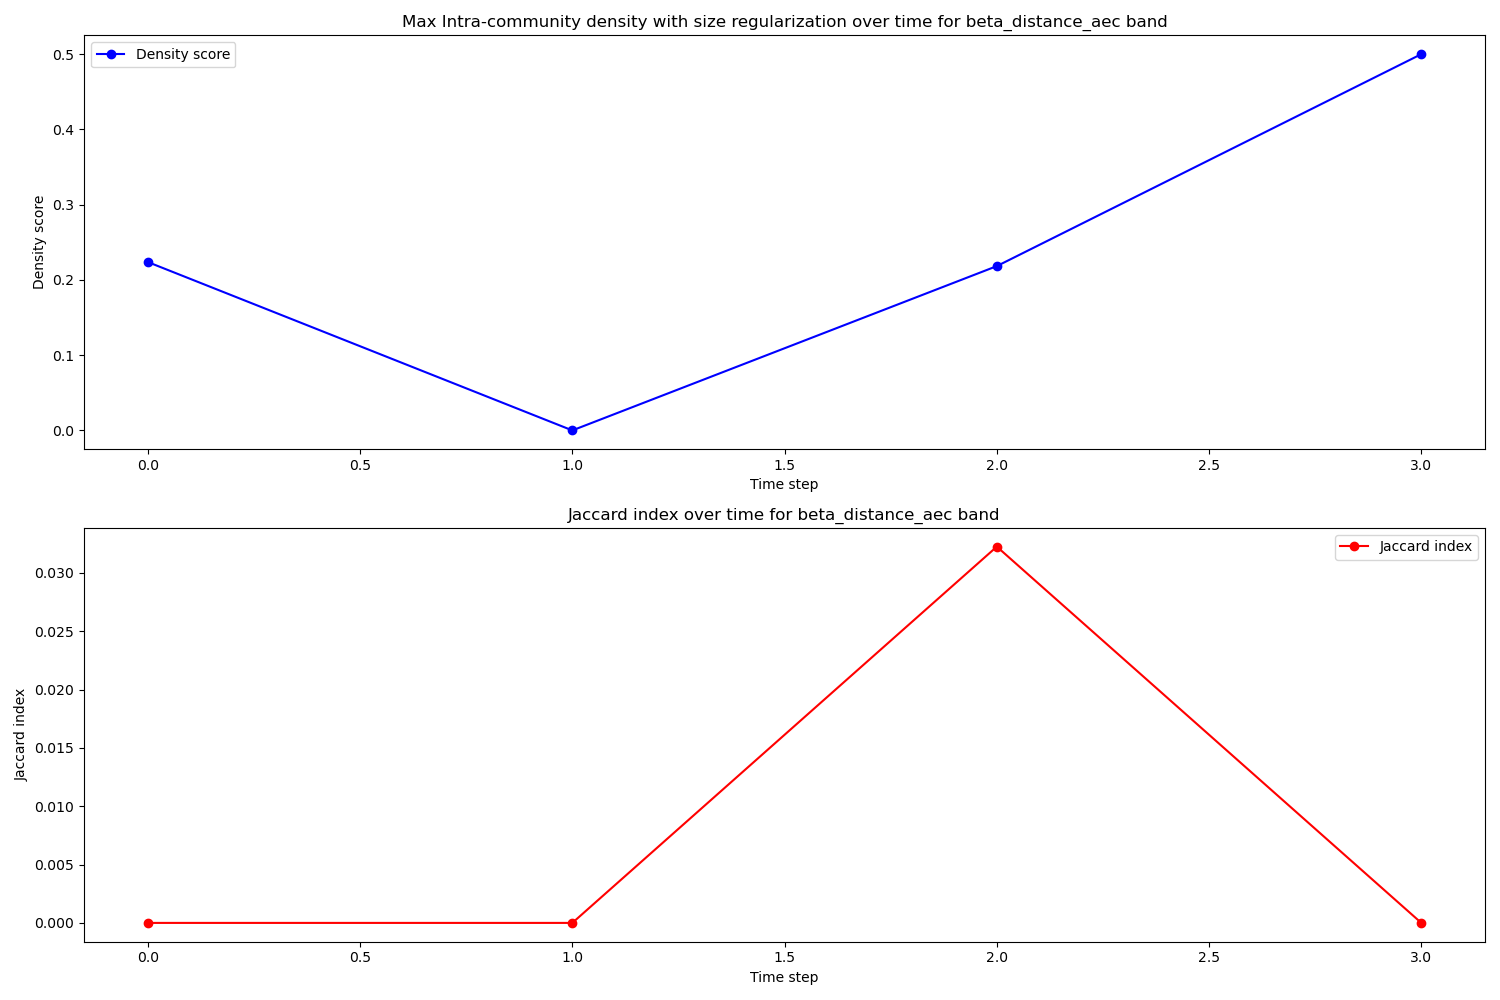 Max Intra-community density with size regularization over time for beta_distance_aec band
Density score
0.5
0.4
0.3
0.2
0.1
0.0
Density score
0.0 0.5 1.0 1.5 2.0 2.5 3.0
Time step
Jaccard index over time for beta_distance_aec band
Jaccard index
0.030
0.025
0.020
0.015
0.010
0.005
0.000
Jaccard index
0.0 0.5 1.0 1.5 2.0 2.5 3.0
Time step